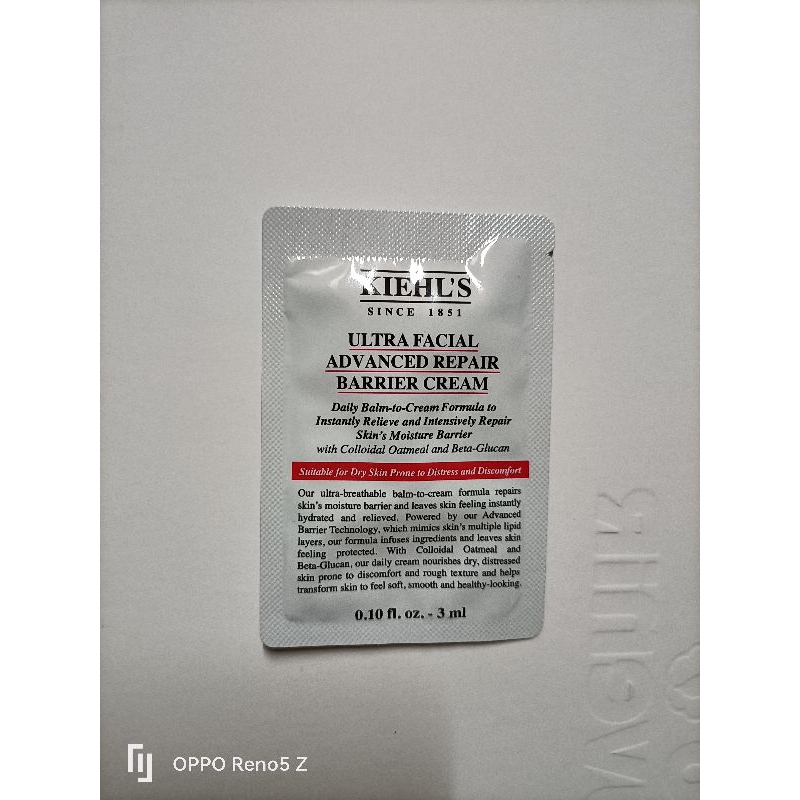 KIEHL'S
SINCE 1851
ULTRA FACIAL
ADVANCED REPAIR
BARRIER CREAM
Daily Balm-to-Cream Formula to
Instantly Relieve and Intensively Repair
Skin's Moisture Barrier
with Colloidal Oatmeal and Beta-Glucan
Suitable for Dry Skin Prone to Distress and Discomfort
Our ultra-breathable balm-to-cream formula repairs
skin's moisture barrier and leaves skin feeling instantly
hydrated and relieved. Powered by our Advanced
Barrier Technology, which mimics skin's multiple lipid
layers, our formula infuses ingredients and leaves skin
feeling protected. With Colloidal Oatmeal and
Beta-Glucan, our daily cream nourishes dry, distressed
skin prone to discomfort and rough texture and helps
transform skin to feel soft, smooth and healthy-looking.
0.10 fl. oz. - 3 ml
OPPO Reno5 Z